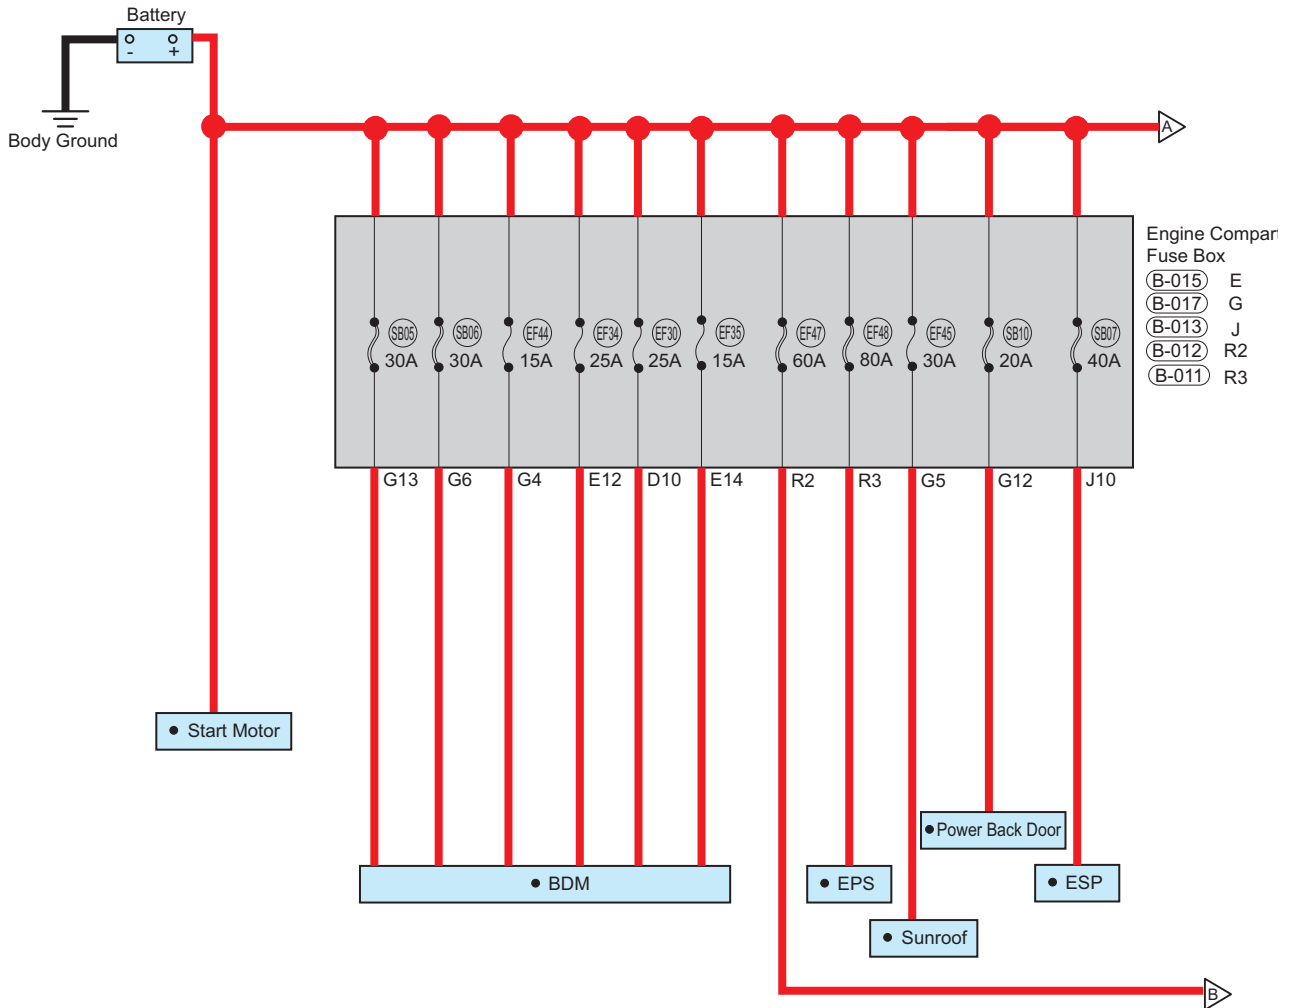 Battery
- +
Body Ground
A
Engine Compar
Fuse Box
B-015 E
B-017 G
B-013 J
B-012 R2
B-011 R3
SB05 SB06 EF44 EF34 EF30 EF35 EF47 EF48 EF45 SB10 SB07
30A 30A 15A 25A 25A 15A 60A 80A 30A 20A 40A
G13 G6 G4 E12 D10 E14 R2 R3 G5 G12 J10
Start Motor
Power Back Door
BDM
EPS
ESP
Sunroof
B